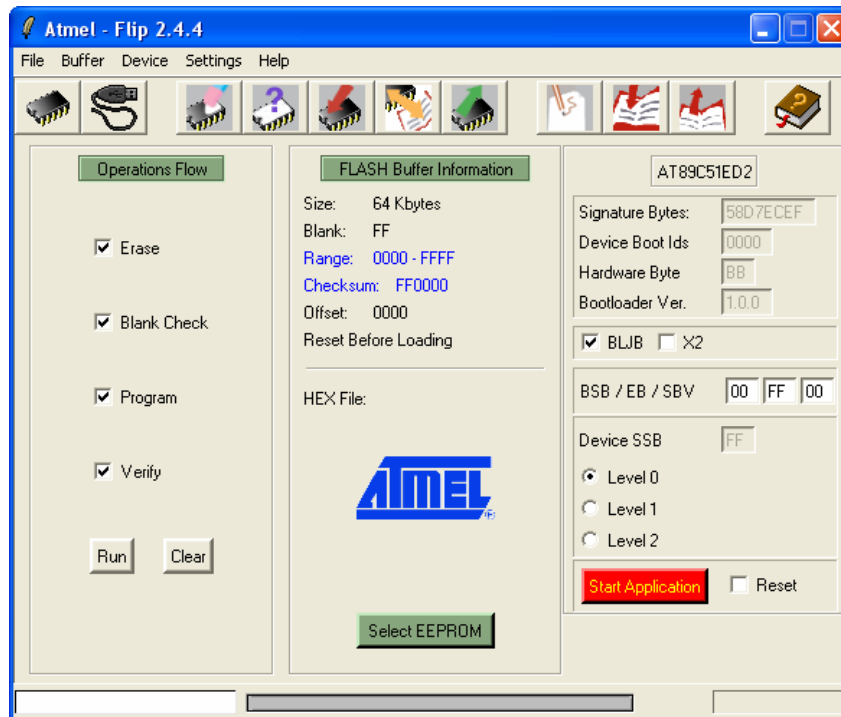 Atmel - Flip 2.4.4
File Buffer Device Settings Help
Operations Flow
Erase
Blank Check
Program
Verify
Run Clear
FLASH Buffer Information
Size: 64 Kbytes
Blank: FF
Range: 0000 - FFFF
Checksum: FF0000
Offset: 0000
Reset Before Loading
HEX File:
ATMEL ®
Select EEPROM
AT89C51ED2
Signature Bytes: 58D7ECEF
Device Boot Ids 0000
Hardware Byte BB
Bootloader Ver. 1.0.0
BLJB X2
BSB / EB / SBV 00 FF 00
Device SSB FF
Level 0
Level 1
Level 2
Start Application Reset